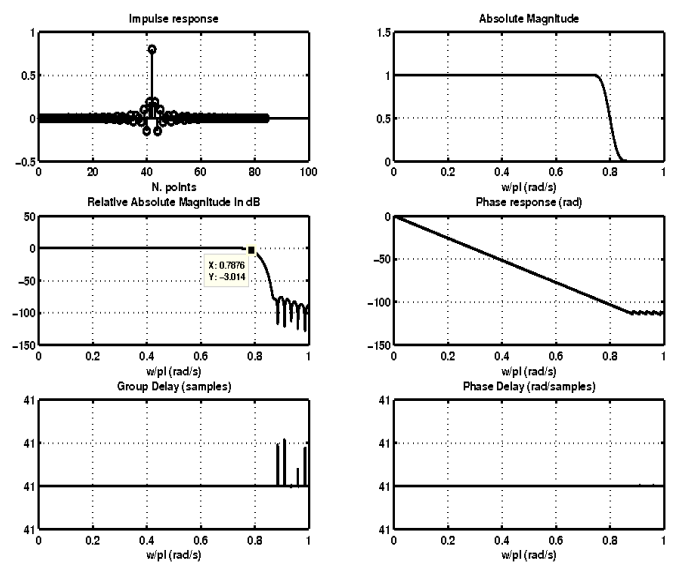 Impulse response
1
0.5
0
−0.5
0 20 40 60 80 100
N. points
Absolute Magnitude
1.5
1
0.5
0
0 0.2 0.4 0.6 0.8 1
w/pi (rad/s)
Relative Absolute Magnitude in dB
50
0
−50
−100
−150
X: 0.7876
Y: −3.014
0 0.2 0.4 0.6 0.8 1
w/pi (rad/s)
Phase response (rad)
0
−50
−100
−150
0 0.2 0.4 0.6 0.8 1
w/pi (rad/s)
Group Delay (samples)
41
41
41
41
0 0.2 0.4 0.6 0.8 1
w/pi (rad/s)
Phase Delay (rad/samples)
41
41
41
41
0 0.2 0.4 0.6 0.8 1
w/pi (rad/s)